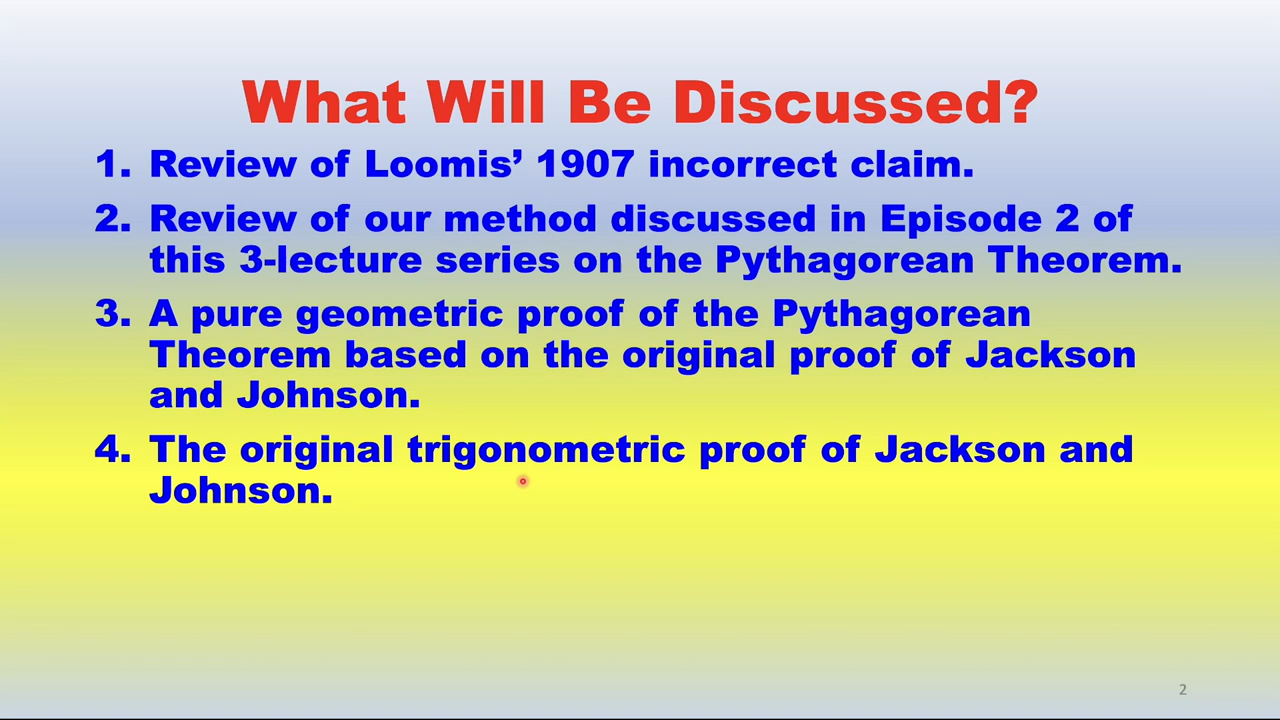 What Will Be Discussed?
1. Review of Loomis’ 1907 incorrect claim.
2. Review of our method discussed in Episode 2 of
this 3-lecture series on the Pythagorean Theorem.
3. A pure geometric proof of the Pythagorean
Theorem based on the original proof of Jackson
and Johnson.
4. The original trigonometric proof of Jackson and
Johnson.
2